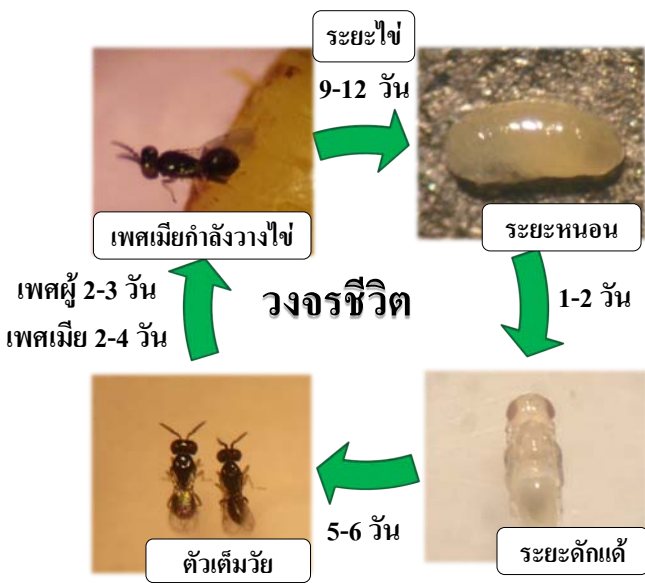 ระยะไข่
9-12 วัน
เพศเมียกำลังวางไข่
ระยะหนอน
เพศผู้ 2-3 วัน
เพศเมีย 2-4 วัน
วงจรชีวิต
1-2 วัน
5-6 วัน
ตัวเต็มวัย
ระยะดักแด้